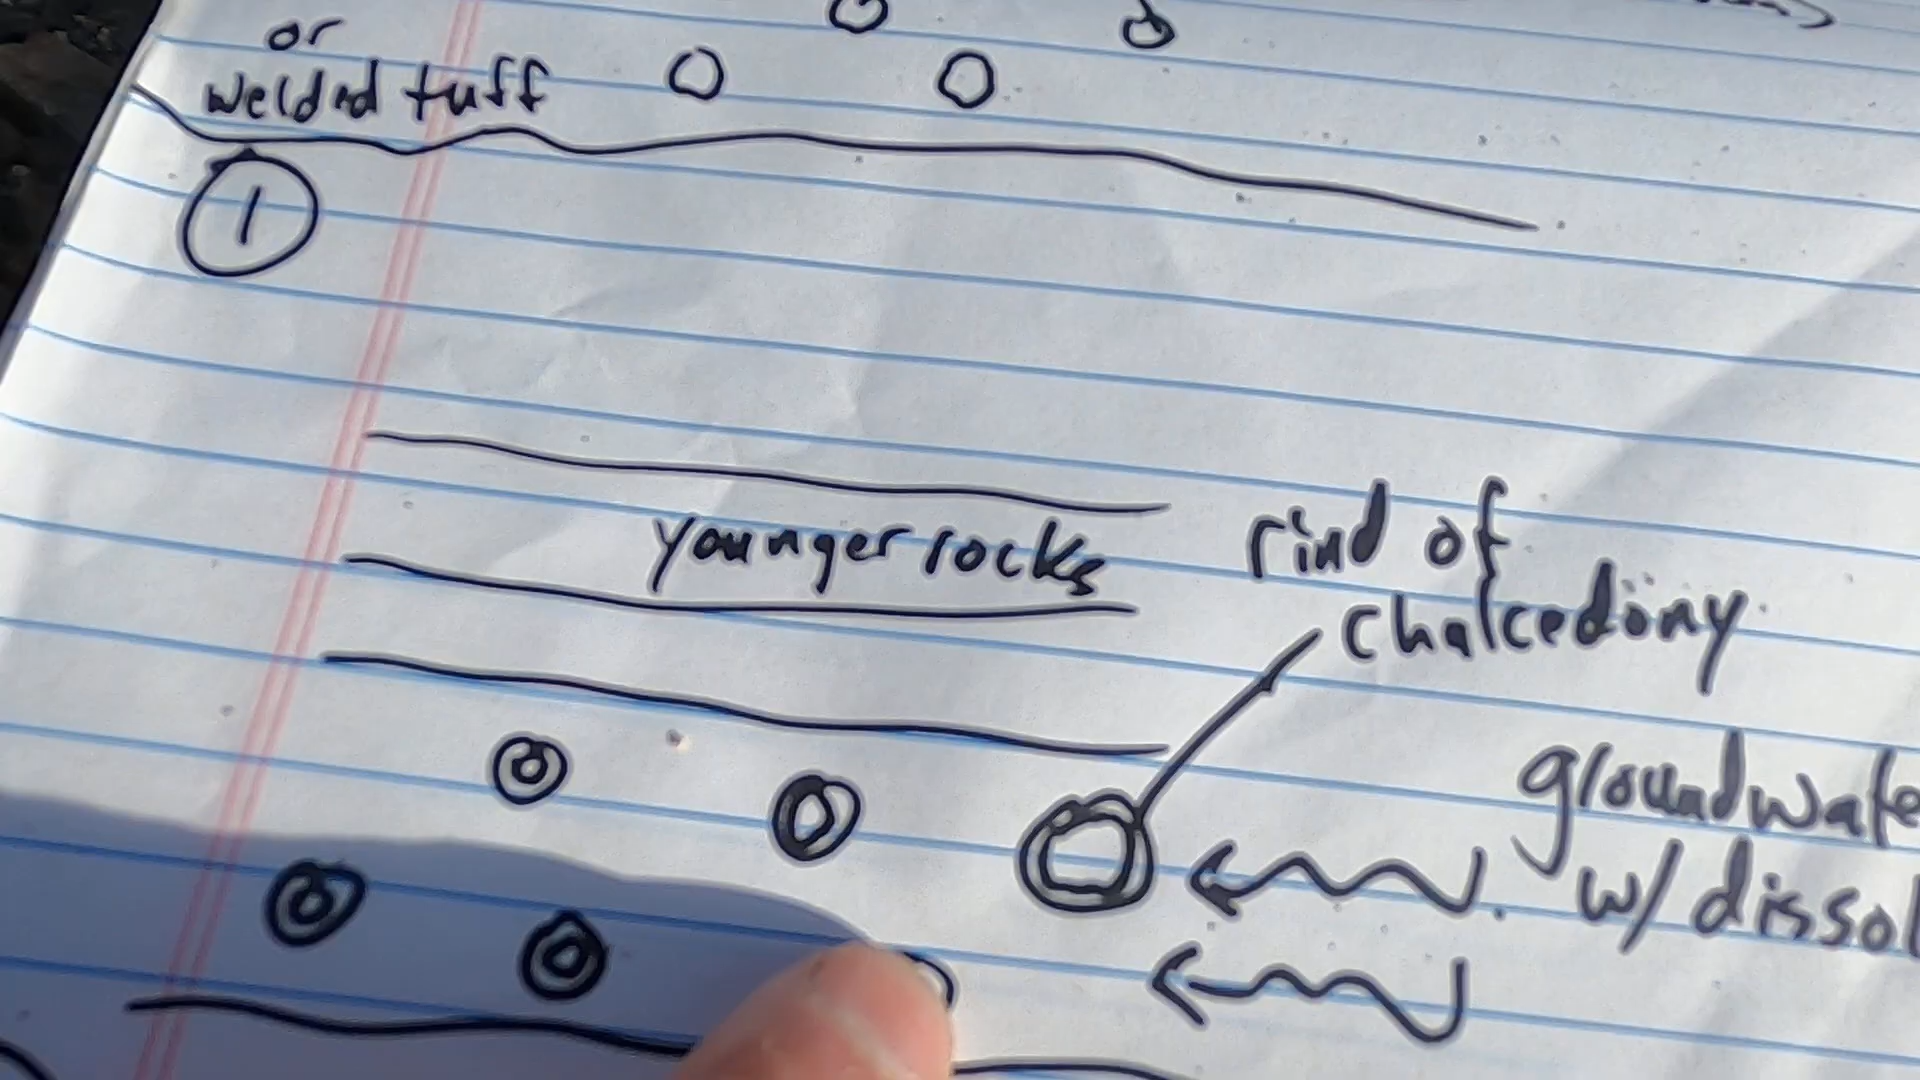 or
welded tuff
1
younger rocks
rind of
chalcedony
groundwate
w/ dissol